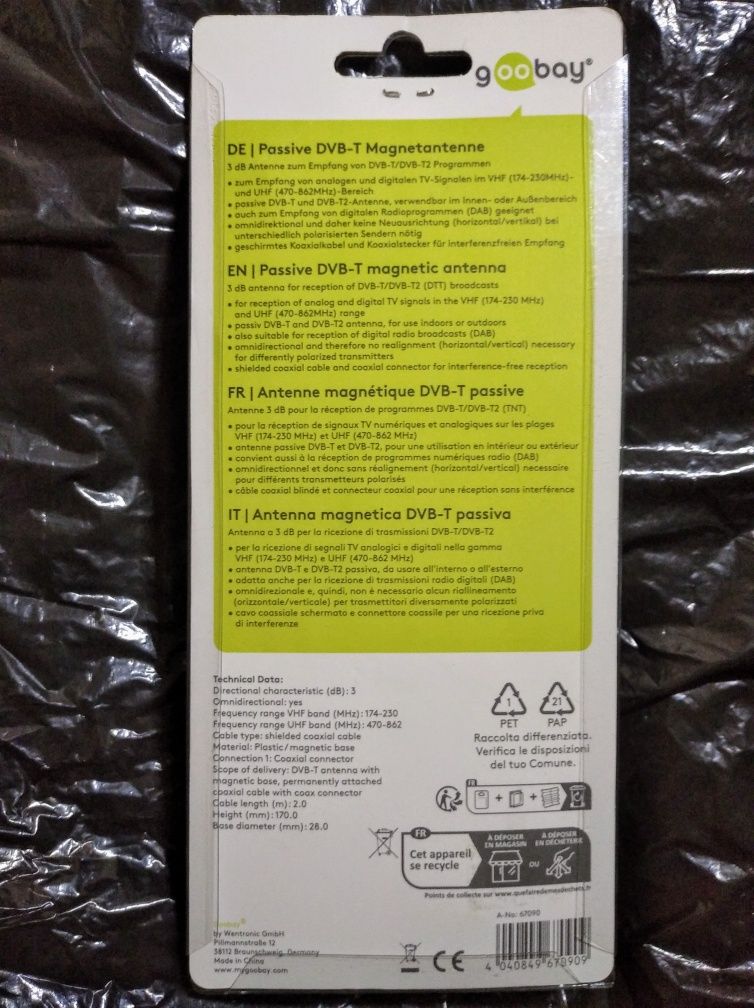 goobay®
DE | Passive DVB-T Magnetantenne
3 dB Antenne zum Empfang von DVB-T/DVB-T2 Programmen
• zum Empfang von analogen und digitalen TV-Signalen im VHF (174-230MHz)-
und UHF (470-862MHz)-Bereich
• passive DVB-T und DVB-T2-Antenne, verwendbar im Innen- oder Außenbereich
• auch zum Empfang von digitalen Radioprogrammen (DAB) geeignet
• omnidirektional und daher keine Neuausrichtung (horizontal/vertikal) bei
unterschiedlich polarisierten Sendern nötig
• geschirmtes Koaxialkabel und Koaxialstecker für interferenzfreien Empfang
EN | Passive DVB-T magnetic antenna
3 dB antenna for reception of DVB-T/DVB-T2 (DTT) broadcasts
• for reception of analog and digital TV signals in the VHF (174-230 MHz)
and UHF (470-862MHz) range
• passiv DVB-T and DVB-T2 antenna, for use indoors or outdoors
• also suitable for reception of digital radio broadcasts (DAB)
• omnidirectional and therefore no realignment (horizontal/vertical) necessary
for differently polarized transmitters
• shielded coaxial cable and coaxial connector for interference-free reception
FR | Antenne magnétique DVB-T passive
Antenne 3 dB pour la réception de programmes DVB-T/DVB-T2 (TNT)
• pour la réception de signaux TV numériques et analogiques sur les plages
VHF (174-230 MHz) et UHF (470-862 MHz)
• antenne passive DVB-T et DVB-T2, pour une utilisation en intérieur ou extérieur
• convient aussi à la réception de programmes numériques radio (DAB)
• omnidirectionnel et donc sans réalignement (horizontal/vertical) necessaire
pour différents transmetteurs polarisés
• câble coaxial blindé et connecteur coaxial pour une réception sans interférence
IT | Antenna magnetica DVB-T passiva
Antenna a 3 dB per la ricezione di trasmissioni DVB-T/DVB-T2
• per la ricezione di segnali TV analogici e digitali nella gamma
VHF (174-230 MHz) e UHF (470-862 MHz)
• antenna DVB-T e DVB-T2 passiva, da usare all'interno o all'esterno
• adatta anche per la ricezione di trasmissioni radio digitali (DAB)
• omnidirezionale e, quindi, non è necessario alcun riallineamento
(orizzontale/verticale) per trasmettitori diversamente polarizzati
• cavo coassiale schermato e connettore coassile per una ricezione priva
di interferenze
Technical Data:
Directional characteristic (dB): 3
Omnidirectional: yes
Frequency range VHF band (MHz): 174-230
Frequency range UHF band (MHz): 470-862
Cable type: shielded coaxial cable
Material: Plastic/magnetic base
Connection 1: Coaxial connector
Scope of delivery: DVB-T antenna with
magnetic base, permanently attached
coaxial cable with coax connector
Cable length (m): 2.0
Height (mm): 170.0
Base diameter (mm): 28.0
1 21
PET PAP
Raccolta differenziata.
Verifica le disposizioni
del tuo Comune.
FR
+ + +
FR
Cet appareil
se recycle
À DÉPOSER
EN MAGASIN
OU
À DÉPOSER
EN DÉCHÈTERIE
Points de collecte sur www.quefairedemesdechets.fr
goobay®
by Wentronic GmbH
Pillmannstraße 12
38112 Braunschweig, Germany
Made in China
www.mygoobay.com
CE
A-No: 67090
4 040849 670909